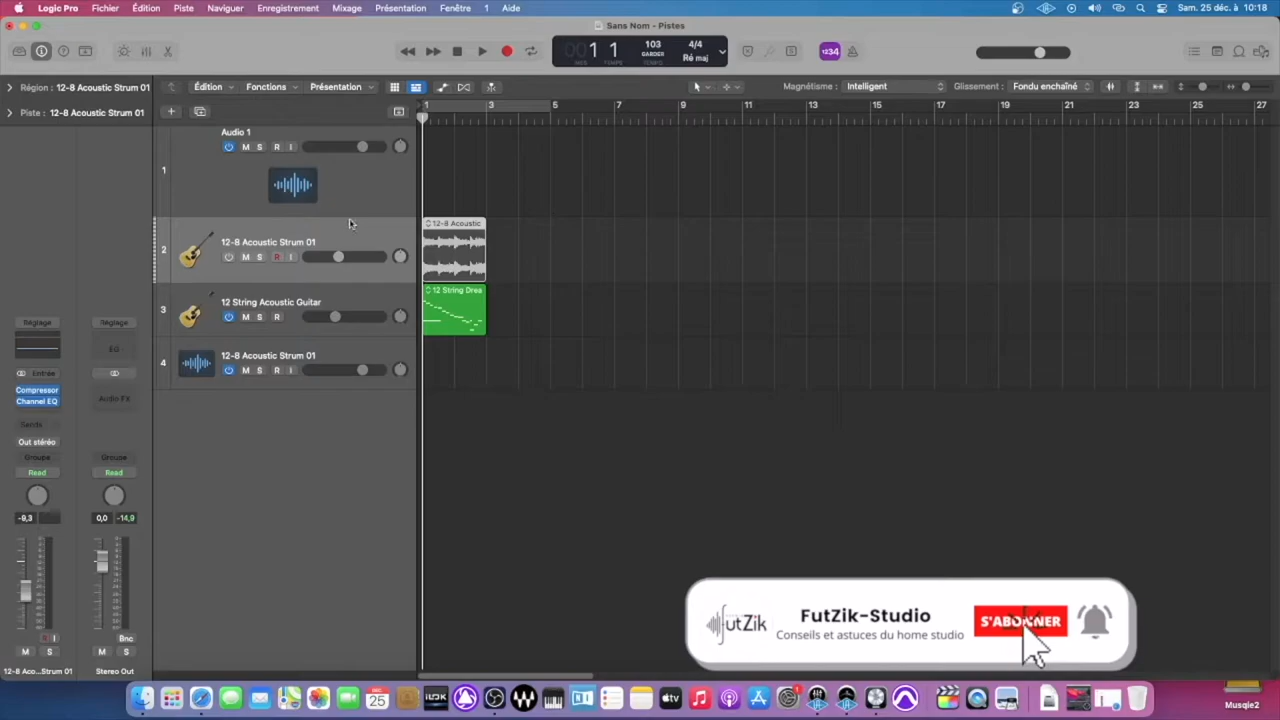 Logic Pro Fichier Édition Piste Naviguer Enregistrement Mixage Présentation Fenêtre 1 Aide
Sam. 25 déc. à 10:18
Sans Nom - Pistes
1 1
103
GARDER
TEMPO
4/4
Ré maj
TEMPS
1234
Région : 12-8 Acoustic Strum 01
Édition Fonctions Présentation
Magnétisme : Intelligent
Glissement : Fondu enchaîné
Piste : 12-8 Acoustic Strum 01
1 3 5 7 9 11 13 15 17 19 21 23 25 27
Audio 1
1
M S R I
12-8 Acoustic
2
12-8 Acoustic Strum 01
M S R I
12 String Drea
3
12 String Acoustic Guitar
M S R
4
12-8 Acoustic Strum 01
M S R I
Réglage Réglage
EQ
Entrée
Compressor
Channel EQ
Audio FX
Sends
Out stéréo
Groupe Groupe
Read Read
-9,3 0,0 -14,9
R I Bnc
M S M S
12-8 Aco...Strum 01 Stereo Out
FutZik-Studio
Conseils et astuces du home studio
utZik
S'ABONNER
Musqie2